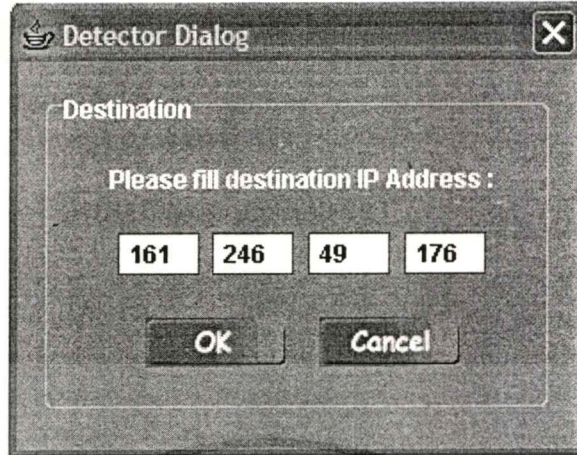 Detector Dialog
Destination
Please fill destination IP Address :
161 246 49 176
OK Cancel